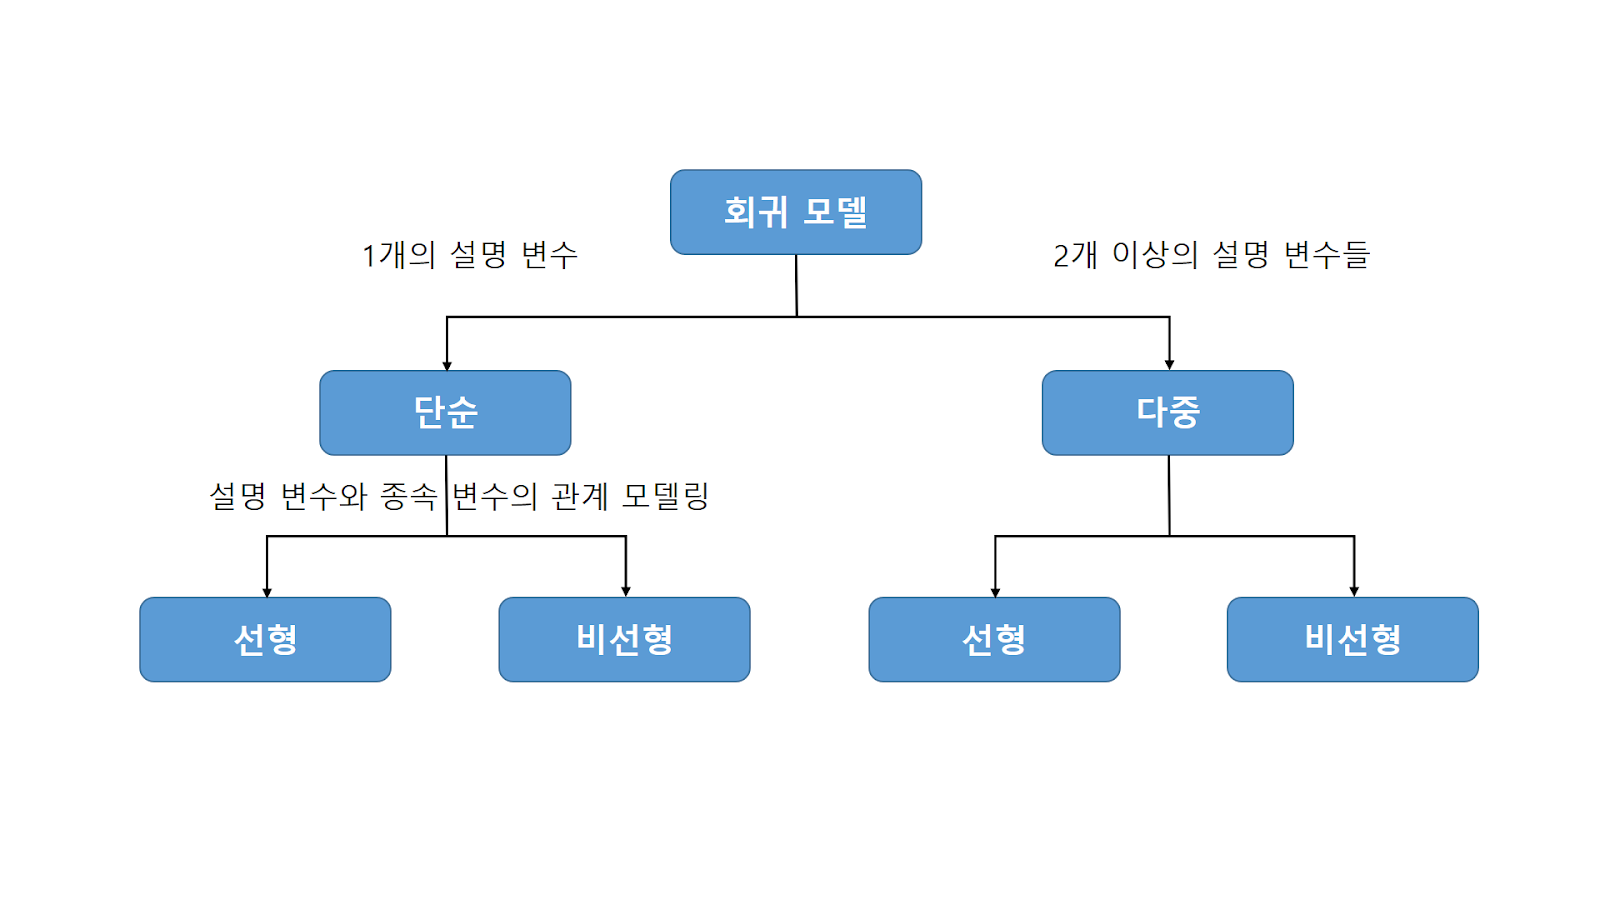 회귀 모델
1개의 설명 변수
2개 이상의 설명 변수들
단순
다중
설명 변수와 종속 변수의 관계 모델링
선형
비선형
선형
비선형